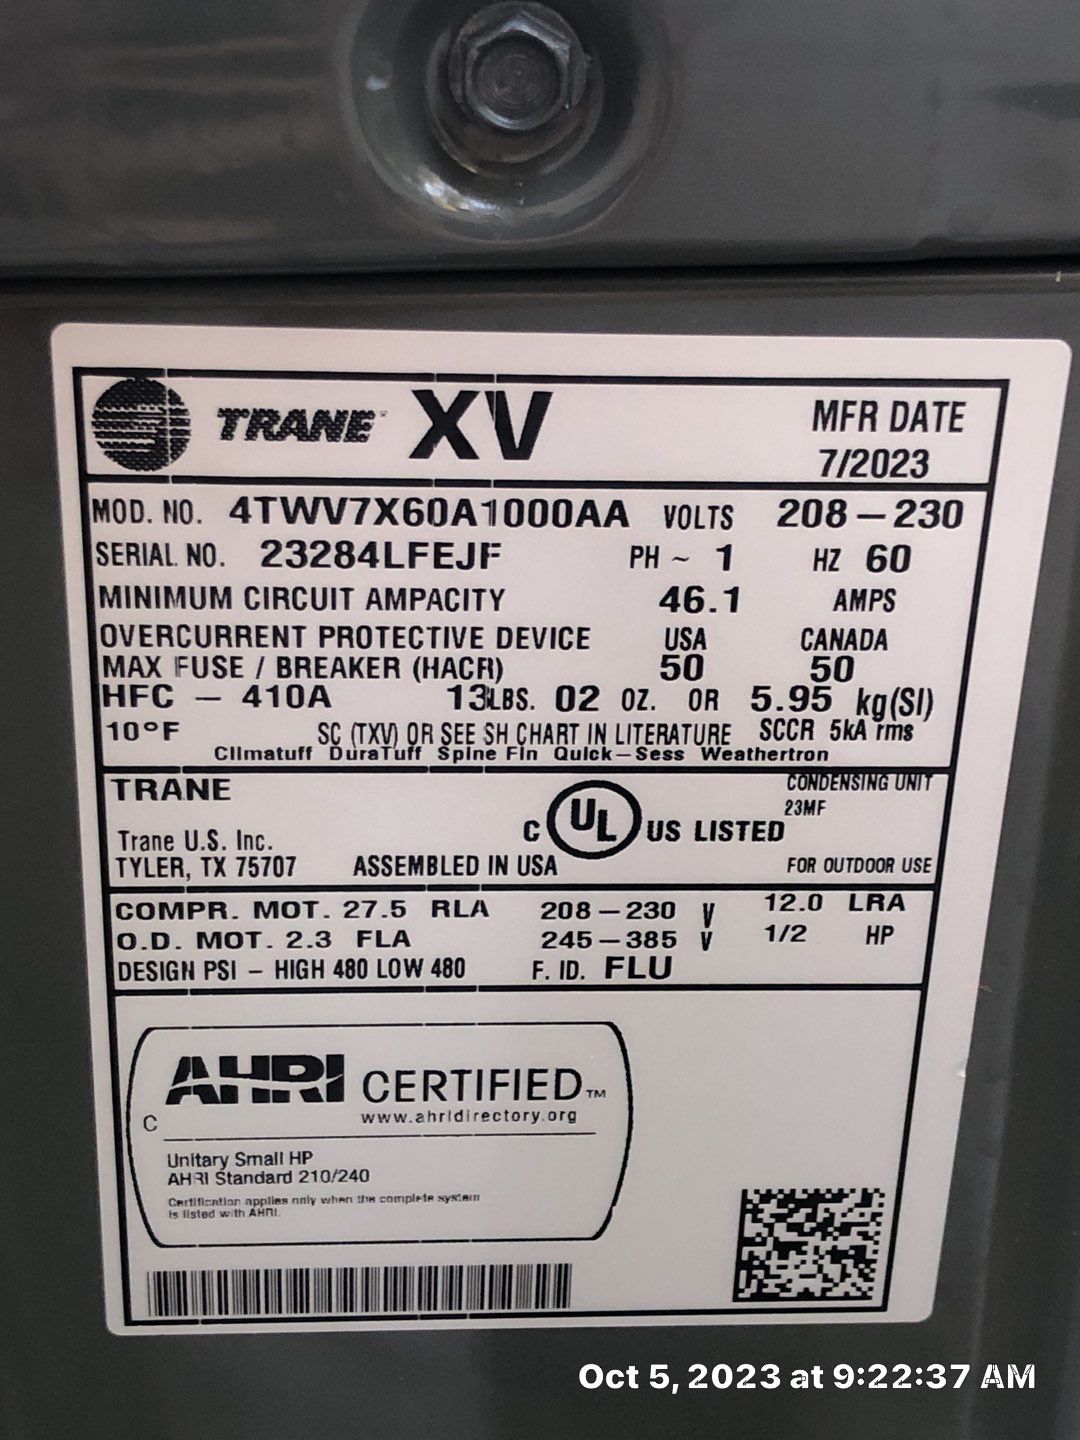 TRANE XV
MFR DATE
7/2023
MOD. NO. 4TWV7X60A1000AA VOLTS 208-230
SERIAL NO. 23284LFEJF PH ~ 1 HZ 60
MINIMUM CIRCUIT AMPACITY 46.1 AMPS
OVERCURRENT PROTECTIVE DEVICE USA CANADA
MAX FUSE / BREAKER (HACR) 50 50
HFC - 410A 13LBS. 02 OZ. OR 5.95 kg(SI)
10°F SC (TXV) OR SEE SH CHART IN LITERATURE SCCR 5kA rms
Climatuff DuraTuff Spine Fin Quick-Sess Weathertron
TRANE
CONDENSING UNIT
23MF
C UL US LISTED
Trane U.S. Inc.
TYLER, TX 75707 ASSEMBLED IN USA FOR OUTDOOR USE
COMPR. MOT. 27.5 RLA 208-230 V 12.0 LRA
O.D. MOT. 2.3 FLA 245-385 V 1/2 HP
DESIGN PSI - HIGH 480 LOW 480 F. ID. FLU
AHRI CERTIFIED™
www.ahridirectory.org
C
Unitary Small HP
AHRI Standard 210/240
Certification applies only when the complete system
is listed with AHRI.
Oct 5, 2023 at 9:22:37 AM